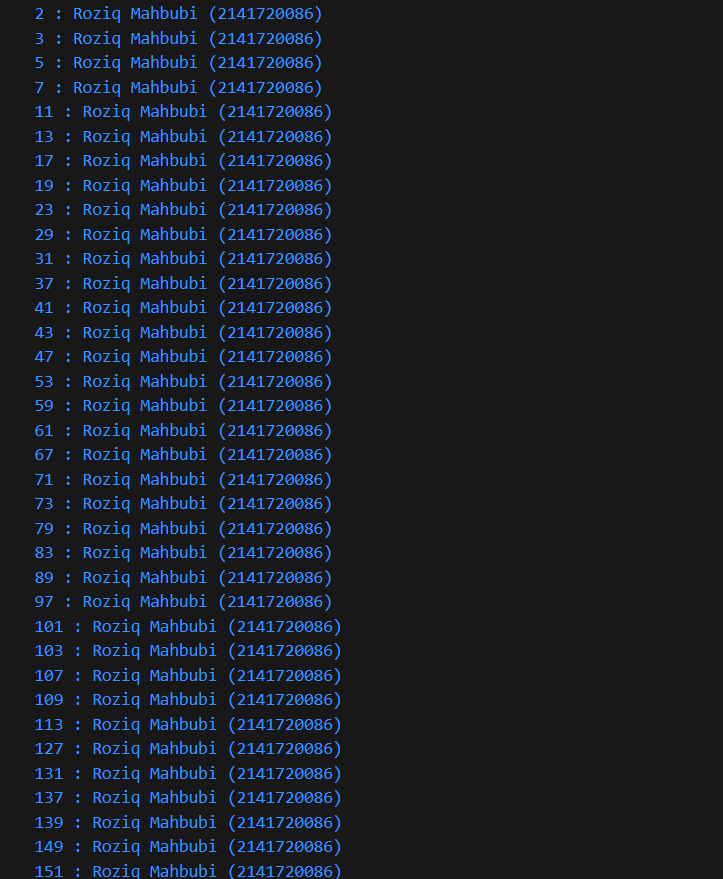 2 : Roziq Mahbubi (2141720086)
3 : Roziq Mahbubi (2141720086)
5 : Roziq Mahbubi (2141720086)
7 : Roziq Mahbubi (2141720086)
11 : Roziq Mahbubi (2141720086)
13 : Roziq Mahbubi (2141720086)
17 : Roziq Mahbubi (2141720086)
19 : Roziq Mahbubi (2141720086)
23 : Roziq Mahbubi (2141720086)
29 : Roziq Mahbubi (2141720086)
31 : Roziq Mahbubi (2141720086)
37 : Roziq Mahbubi (2141720086)
41 : Roziq Mahbubi (2141720086)
43 : Roziq Mahbubi (2141720086)
47 : Roziq Mahbubi (2141720086)
53 : Roziq Mahbubi (2141720086)
59 : Roziq Mahbubi (2141720086)
61 : Roziq Mahbubi (2141720086)
67 : Roziq Mahbubi (2141720086)
71 : Roziq Mahbubi (2141720086)
73 : Roziq Mahbubi (2141720086)
79 : Roziq Mahbubi (2141720086)
83 : Roziq Mahbubi (2141720086)
89 : Roziq Mahbubi (2141720086)
97 : Roziq Mahbubi (2141720086)
101 : Roziq Mahbubi (2141720086)
103 : Roziq Mahbubi (2141720086)
107 : Roziq Mahbubi (2141720086)
109 : Roziq Mahbubi (2141720086)
113 : Roziq Mahbubi (2141720086)
127 : Roziq Mahbubi (2141720086)
131 : Roziq Mahbubi (2141720086)
137 : Roziq Mahbubi (2141720086)
139 : Roziq Mahbubi (2141720086)
149 : Roziq Mahbubi (2141720086)
151 : Roziq Mahbubi (2141720086)